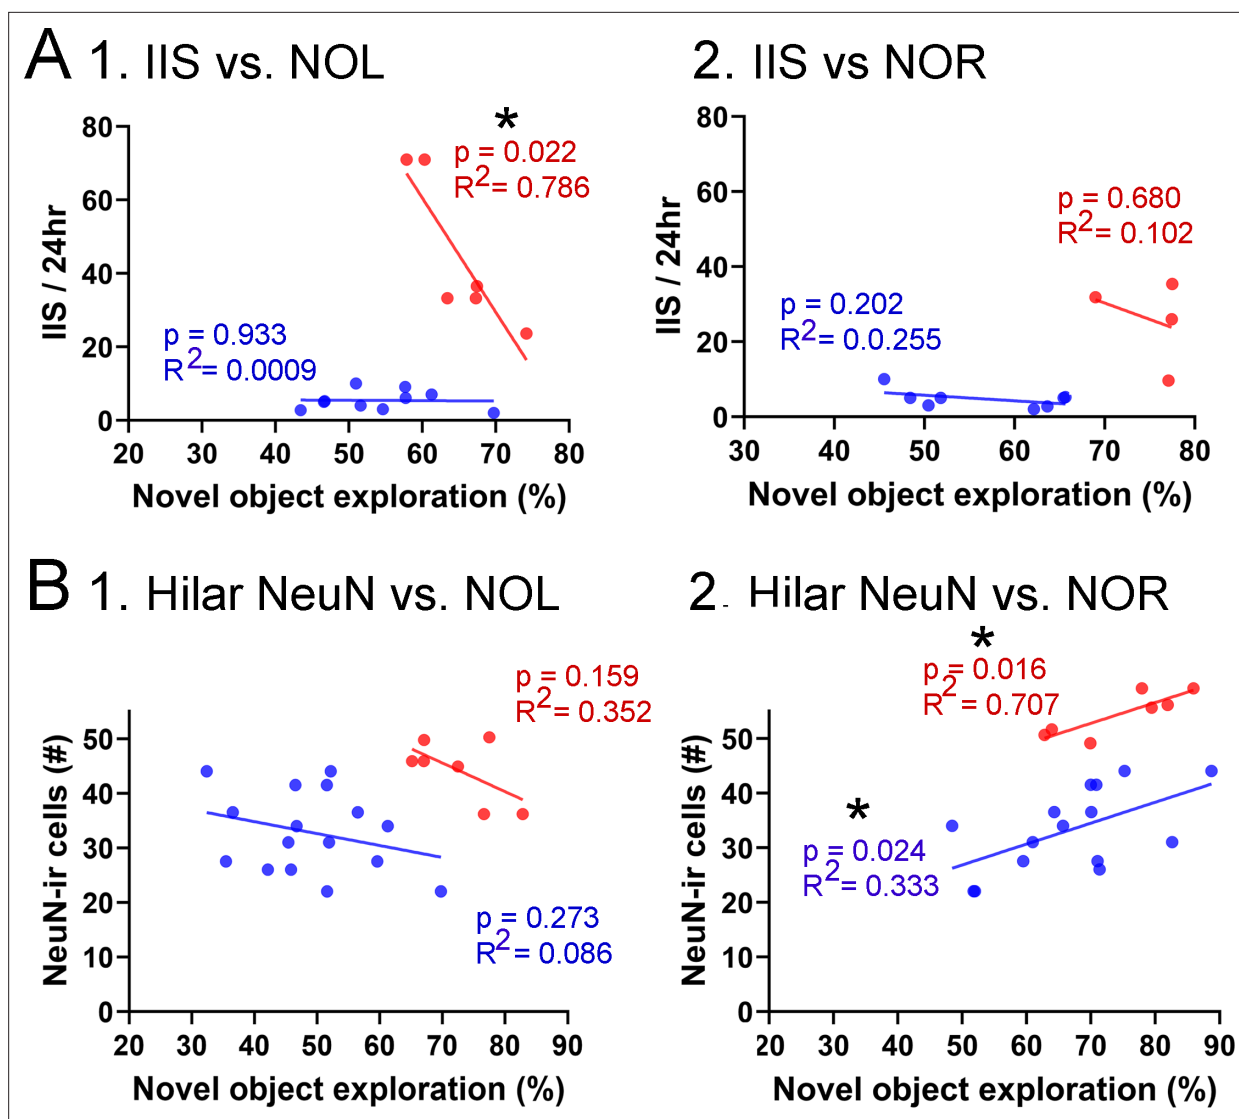 A 1. IIS vs. NOL
*
p = 0.022
R2= 0.786
p = 0.933
R2= 0.0009
IIS / 24hr
80
60
40
20
0
20 30 40 50 60 70 80
Novel object exploration (%)
2. IIS vs NOR
p = 0.680
R2= 0.102
p = 0.202
R2= 0.0.255
IIS / 24hr
80
60
40
20
0
30 40 50 60 70 80
Novel object exploration (%)
B 1. Hilar NeuN vs. NOL
p = 0.159
R2= 0.352
p = 0.273
R2= 0.086
NeuN-ir cells (#)
50
40
30
20
10
0
20 30 40 50 60 70 80 90
Novel object exploration (%)
2. Hilar NeuN vs. NOR
*
p = 0.016
R2= 0.707
*
p = 0.024
R2= 0.333
NeuN-ir cells (#)
50
40
30
20
10
0
20 30 40 50 60 70 80 90
Novel object exploration (%)